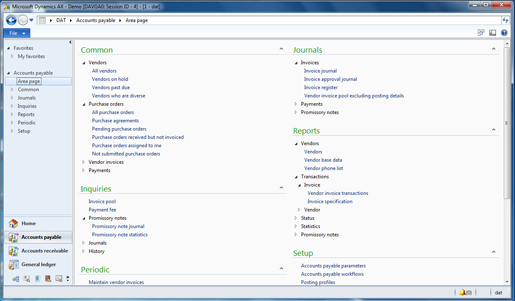 Microsoft Dynamics AX - Demo [DAVGAB: Session ID - 4] - [1 - dat]
DAT
Accounts payable
Area page
File
Favorites
My favorites
Accounts payable
Area page
Common
Journals
Inquiries
Reports
Periodic
Setup
Home
Accounts payable
Accounts receivable
General ledger
Common
Vendors
All vendors
Vendors on hold
Vendors past due
Vendors who are diverse
Purchase orders
All purchase orders
Purchase agreements
Pending purchase orders
Purchase orders received but not invoiced
Purchase orders assigned to me
Not submitted purchase orders
Vendor invoices
Payments
Inquiries
Invoice pool
Payment fee
Promissory notes
Promissory note journal
Promissory note statistics
Journals
History
Periodic
Maintain vendor invoices
Journals
Invoices
Invoice journal
Invoice approval journal
Invoice register
Vendor invoice pool excluding posting details
Payments
Promissory notes
Reports
Vendors
Vendors
Vendor base data
Vendor phone list
Transactions
Invoice
Vendor invoice transactions
Invoice specification
Vendor
Status
Statistics
Promissory notes
Setup
Accounts payable parameters
Accounts payable workflows
Posting profiles
dat